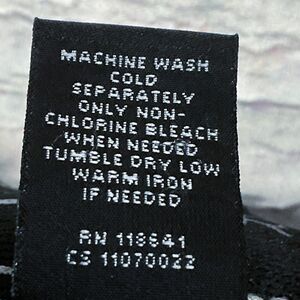 MACHINE WASH
COLD
SEPARATELY
ONLY NON-
CHLORINE BLEACH
WHEN NEEDED
TUMBLE DRY LOW
WARM IRON
IF NEEDED
RN 118641
CS 11070022